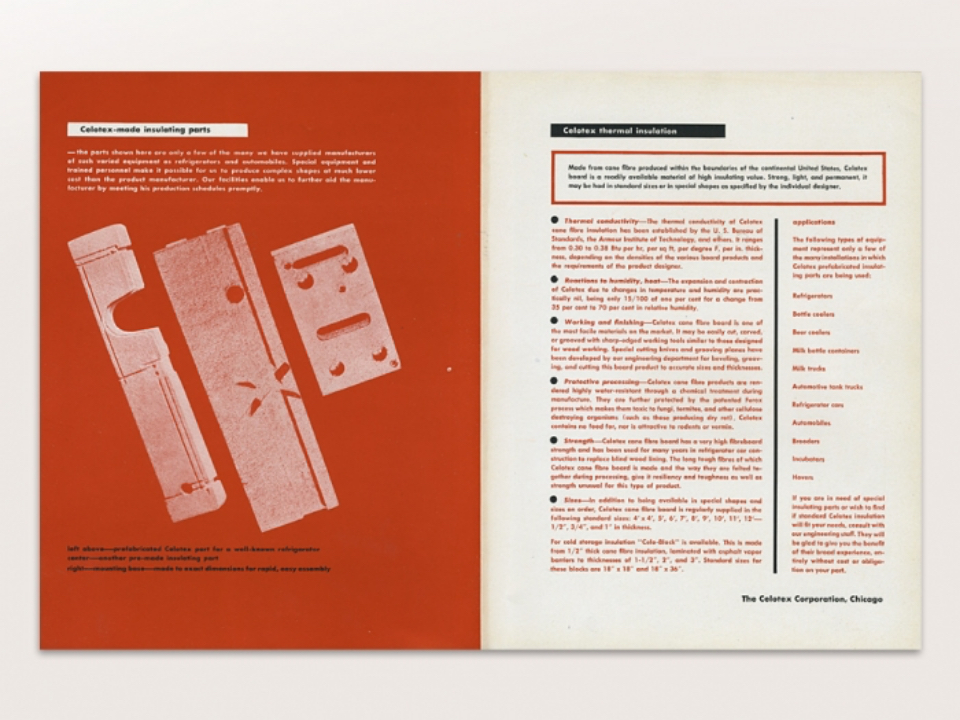 Celotex-made insulating parts
—the parts shown here are only a few of the many we have supplied manufacturers
of such varied equipment as refrigerators and automobiles. Special equipment and
trained personnel make it possible for us to produce complex shapes at much lower
cost than the product manufacturer. Our facilities enable us to further aid the manu-
facturer by meeting his production schedules promptly.
left above—prefabricated Celotex part for a well-known refrigerator
center—another pre-made insulating part
right—mounting base—made to exact dimensions for rapid, easy assembly
Celotex thermal insulation
Made from cane fibre produced within the boundaries of the continental United States, Celotex
board is a readily available material of high insulating value. Strong, light, and permanent, it
may be had in standard sizes or in special shapes as specified by the individual designer.
Thermal conductivity—The thermal conductivity of Celotex
cane fibre insulation has been established by the U. S. Bureau of
Standards, the Armour Institute of Technology, and others. It ranges
from 0.30 to 0.38 Btu per hr, per sq ft, per degree F, per in. thick-
ness, depending on the densities of the various board products and
the requirements of the product designer.
Reactions to humidity, heat—The expansion and contraction
of Celotex due to changes in temperature and humidity are prac-
tically nil, being only 15/100 of one per cent for a change from
35 per cent to 70 per cent in relative humidity.
Working and finishing—Celotex cane fibre board is one of
the most facile materials on the market. It may be easily cut, carved,
or grooved with sharp-edged working tools similar to those designed
for wood working. Special cutting knives and grooving planes have
been developed by our engineering department for beveling, groov-
ing, and cutting this board product to accurate sizes and thicknesses.
Protective processing—Celotex cane fibre products are ren-
dered highly water-resistant through a chemical treatment during
manufacture. They are further protected by the patented Ferox
process which makes them toxic to fungi, termites, and other cellulose
destroying organisms (such as those producing dry rot). Celotex
contains no food for, nor is attractive to rodents or vermin.
Strength—Celotex cane fibre board has a very high fibreboard
strength and has been used for many years in refrigerator car con-
struction to replace blind wood lining. The long tough fibres of which
Celotex cane fibre board is made and the way they are felted to-
gether during processing, give it resiliency and toughness as well as
strength unusual for this type of product.
Sizes—In addition to being available in special shapes and
sizes on order, Celotex cane fibre board is regularly supplied in the
following standard sizes: 4' x 4', 5', 6', 7', 8', 9', 10', 11', 12'—
1/2", 3/4", and 1" in thickness.
For cold storage insulation "Celo-Block" is available. This is made
from 1/2" thick cane fibre insulation, laminated with asphalt vapor
barriers to thicknesses of 1-1/2", 2", and 3". Standard sizes for
these blocks are 18" x 18" and 18" x 36".
applications
The following types of equip-
ment represent only a few of
the many installations in which
Celotex prefabricated insulat-
ing parts are being used:
Refrigerators
Bottle coolers
Beer coolers
Milk bottle containers
Milk trucks
Automotive tank trucks
Refrigerator cars
Automobiles
Brooders
Incubators
Hovers
If you are in need of special
insulating parts or wish to find
if standard Celotex insulation
will fit your needs, consult with
our engineering staff. They will
be glad to give you the benefit
of their broad experience, en-
tirely without cost or obliga-
tion on your part.
The Celotex Corporation, Chicago